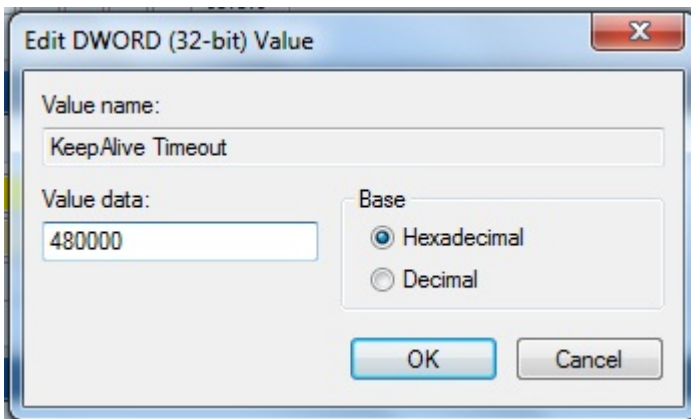 Edit DWORD (32-bit) Value
Value name:
KeepAlive Timeout
Value data:
480000
Base
Hexadecimal
Decimal
OK
Cancel